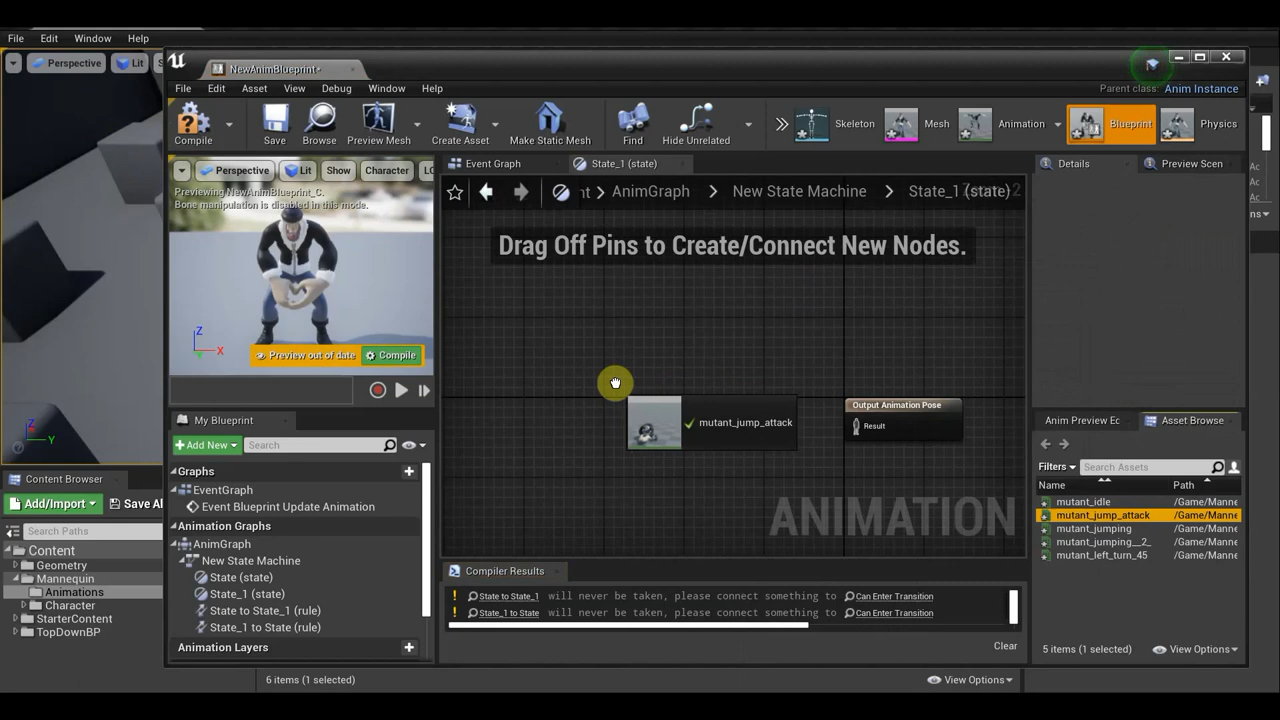 File Edit Window Help
Perspective Lit
NewAnimBlueprint*
File Edit Asset View Debug Window Help
Parent class: Anim Instance
Compile Save Browse Preview Mesh Create Asset Make Static Mesh Find Hide Unrelated Skeleton Mesh Animation Blueprint Physics
Perspective Lit Show Character
Previewing NewAnimBlueprint_C.
Bone manipulation is disabled in this mode.
Z
X
Preview out of date Compile
Event Graph State_1 (state)
AnimGraph > New State Machine > State_1 (state)
Drag Off Pins to Create/Connect New Nodes.
mutant_jump_attack
Output Animation Pose
Result
ANIMATION
Details Preview Scen
My Blueprint
Add New Search
Graphs
EventGraph
Event Blueprint Update Animation
Animation Graphs
AnimGraph
New State Machine
State (state)
State_1 (state)
State to State_1 (rule)
State_1 to State (rule)
Animation Layers
Compiler Results
State to State_1 will never be taken, please connect something to Can Enter Transition
State_1 to State will never be taken, please connect something to Can Enter Transition
Clear
Anim Preview Ec Asset Browse
Filters Search Assets
Name Path
mutant_idle /Game/Manne
mutant_jump_attack /Game/Manne
mutant_jumping /Game/Manne
mutant_jumping__2_ /Game/Manne
mutant_left_turn_45 /Game/Manne
5 items (1 selected) View Options
Z
Y
Content Browser
Add/Import Save Al
Search Paths
Content
Geometry
Mannequin
Animations
Character
StarterContent
TopDownBP
6 items (1 selected) View Options